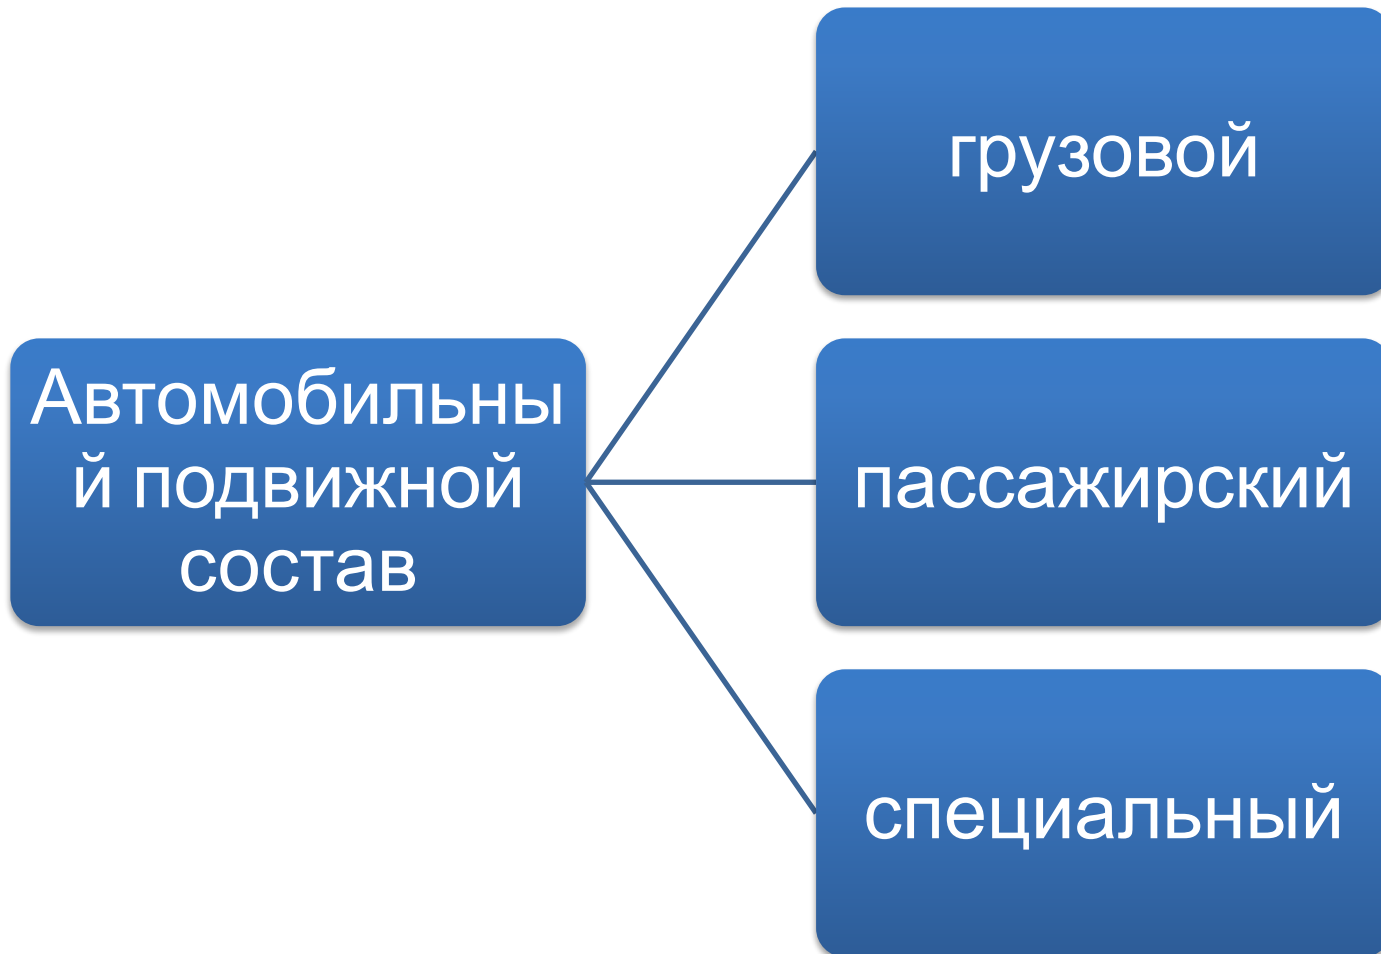 Автомобильны
й подвижной
состав
грузовой
пассажирский
специальный